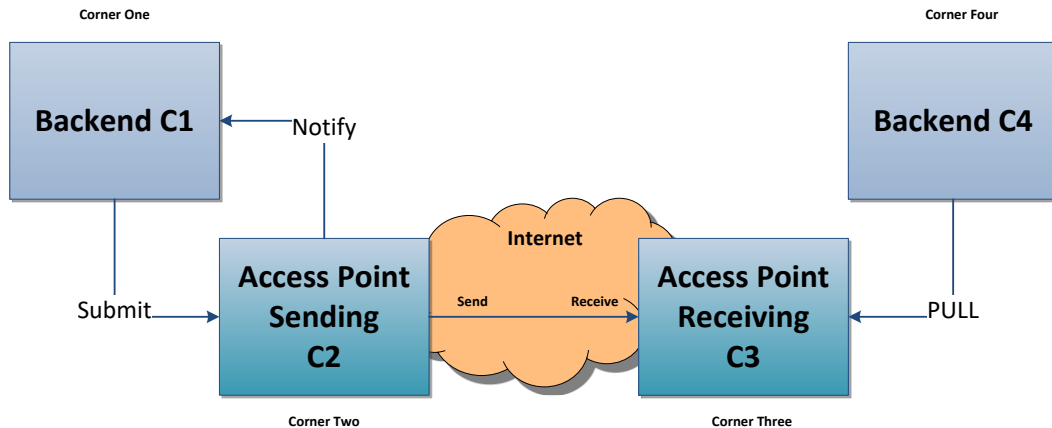 Corner One
Corner Four
Backend C1
Backend C4
Notify
Submit
Access Point
Sending
C2
Internet
Send
Receive
Access Point
Receiving
C3
PULL
Corner Two
Corner Three